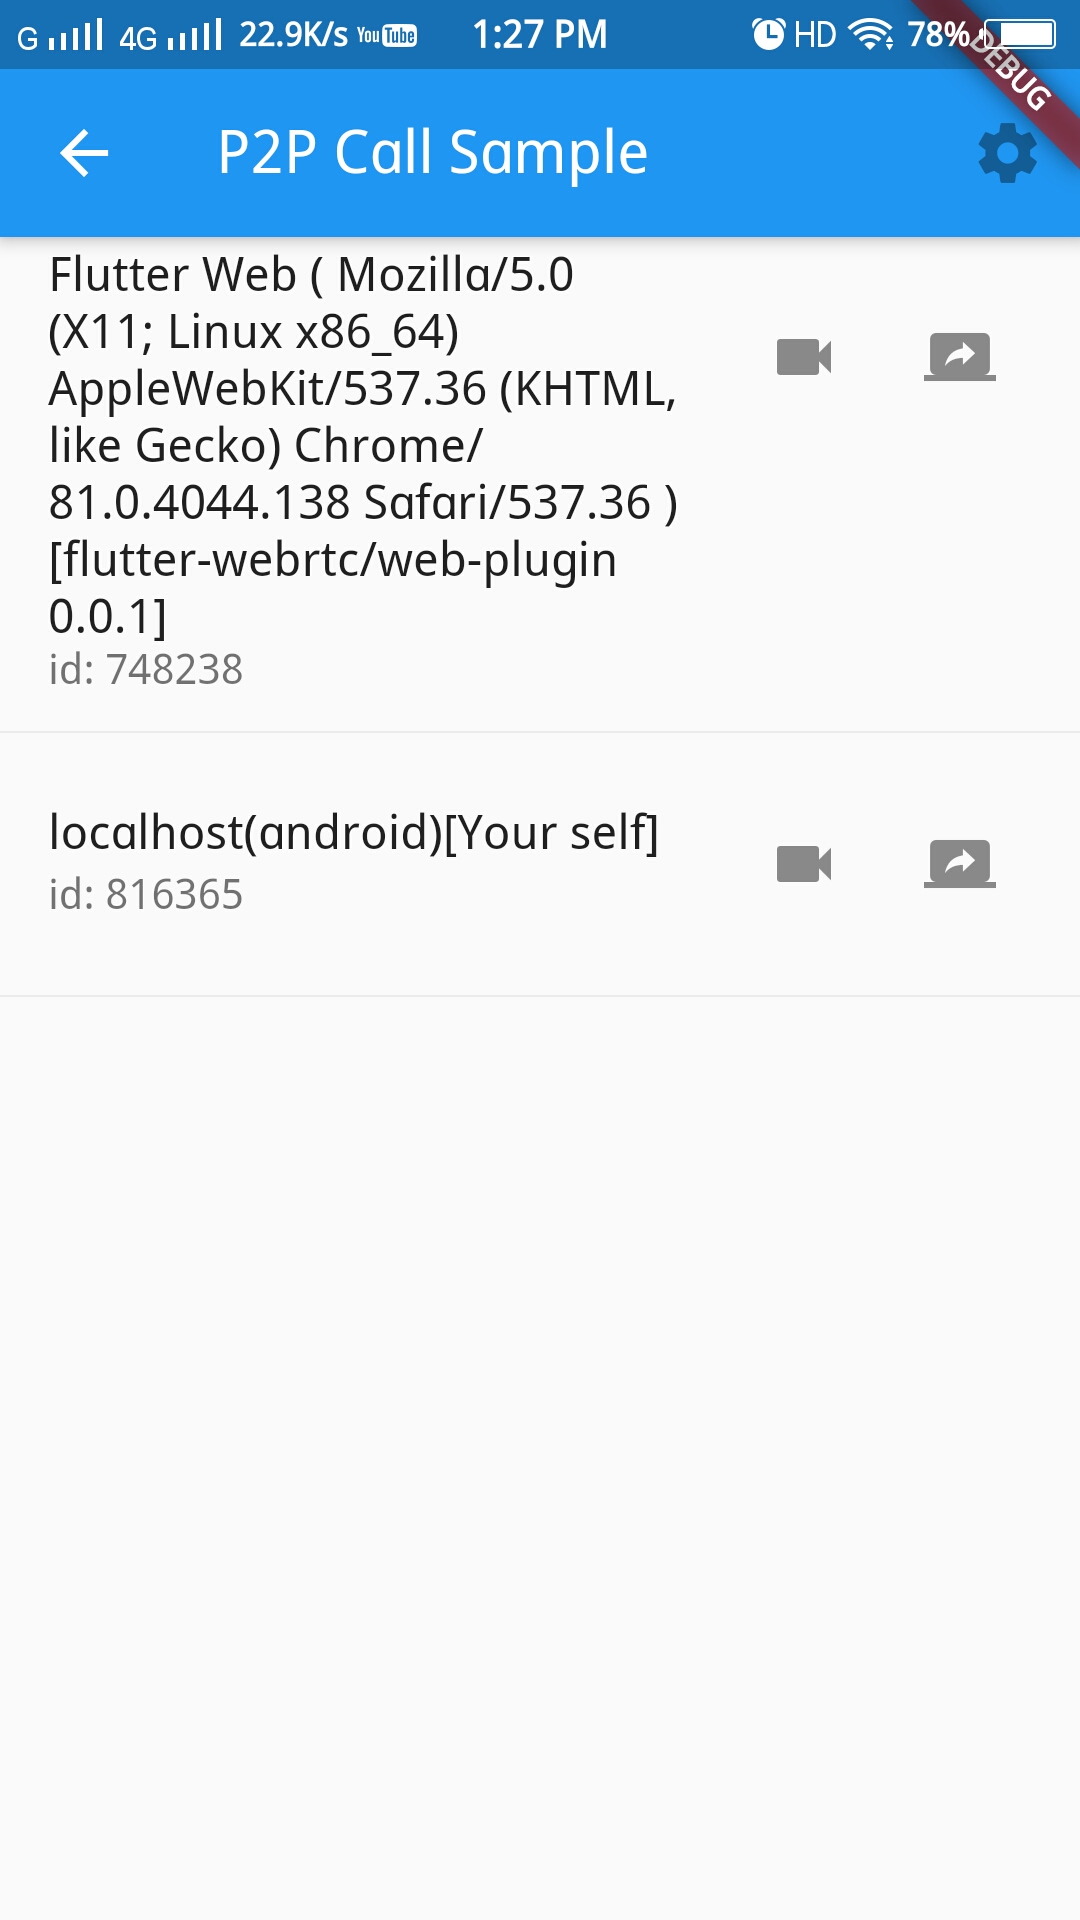 G 4G 22.9K/s You Tube 1:27 PM HD 78%
DEBUG
P2P Call Sample
Flutter Web ( Mozilla/5.0
(X11; Linux x86_64)
AppleWebKit/537.36 (KHTML,
like Gecko) Chrome/
81.0.4044.138 Safari/537.36 )
[flutter-webrtc/web-plugin
0.0.1]
id: 748238
localhost(android)[Your self]
id: 816365